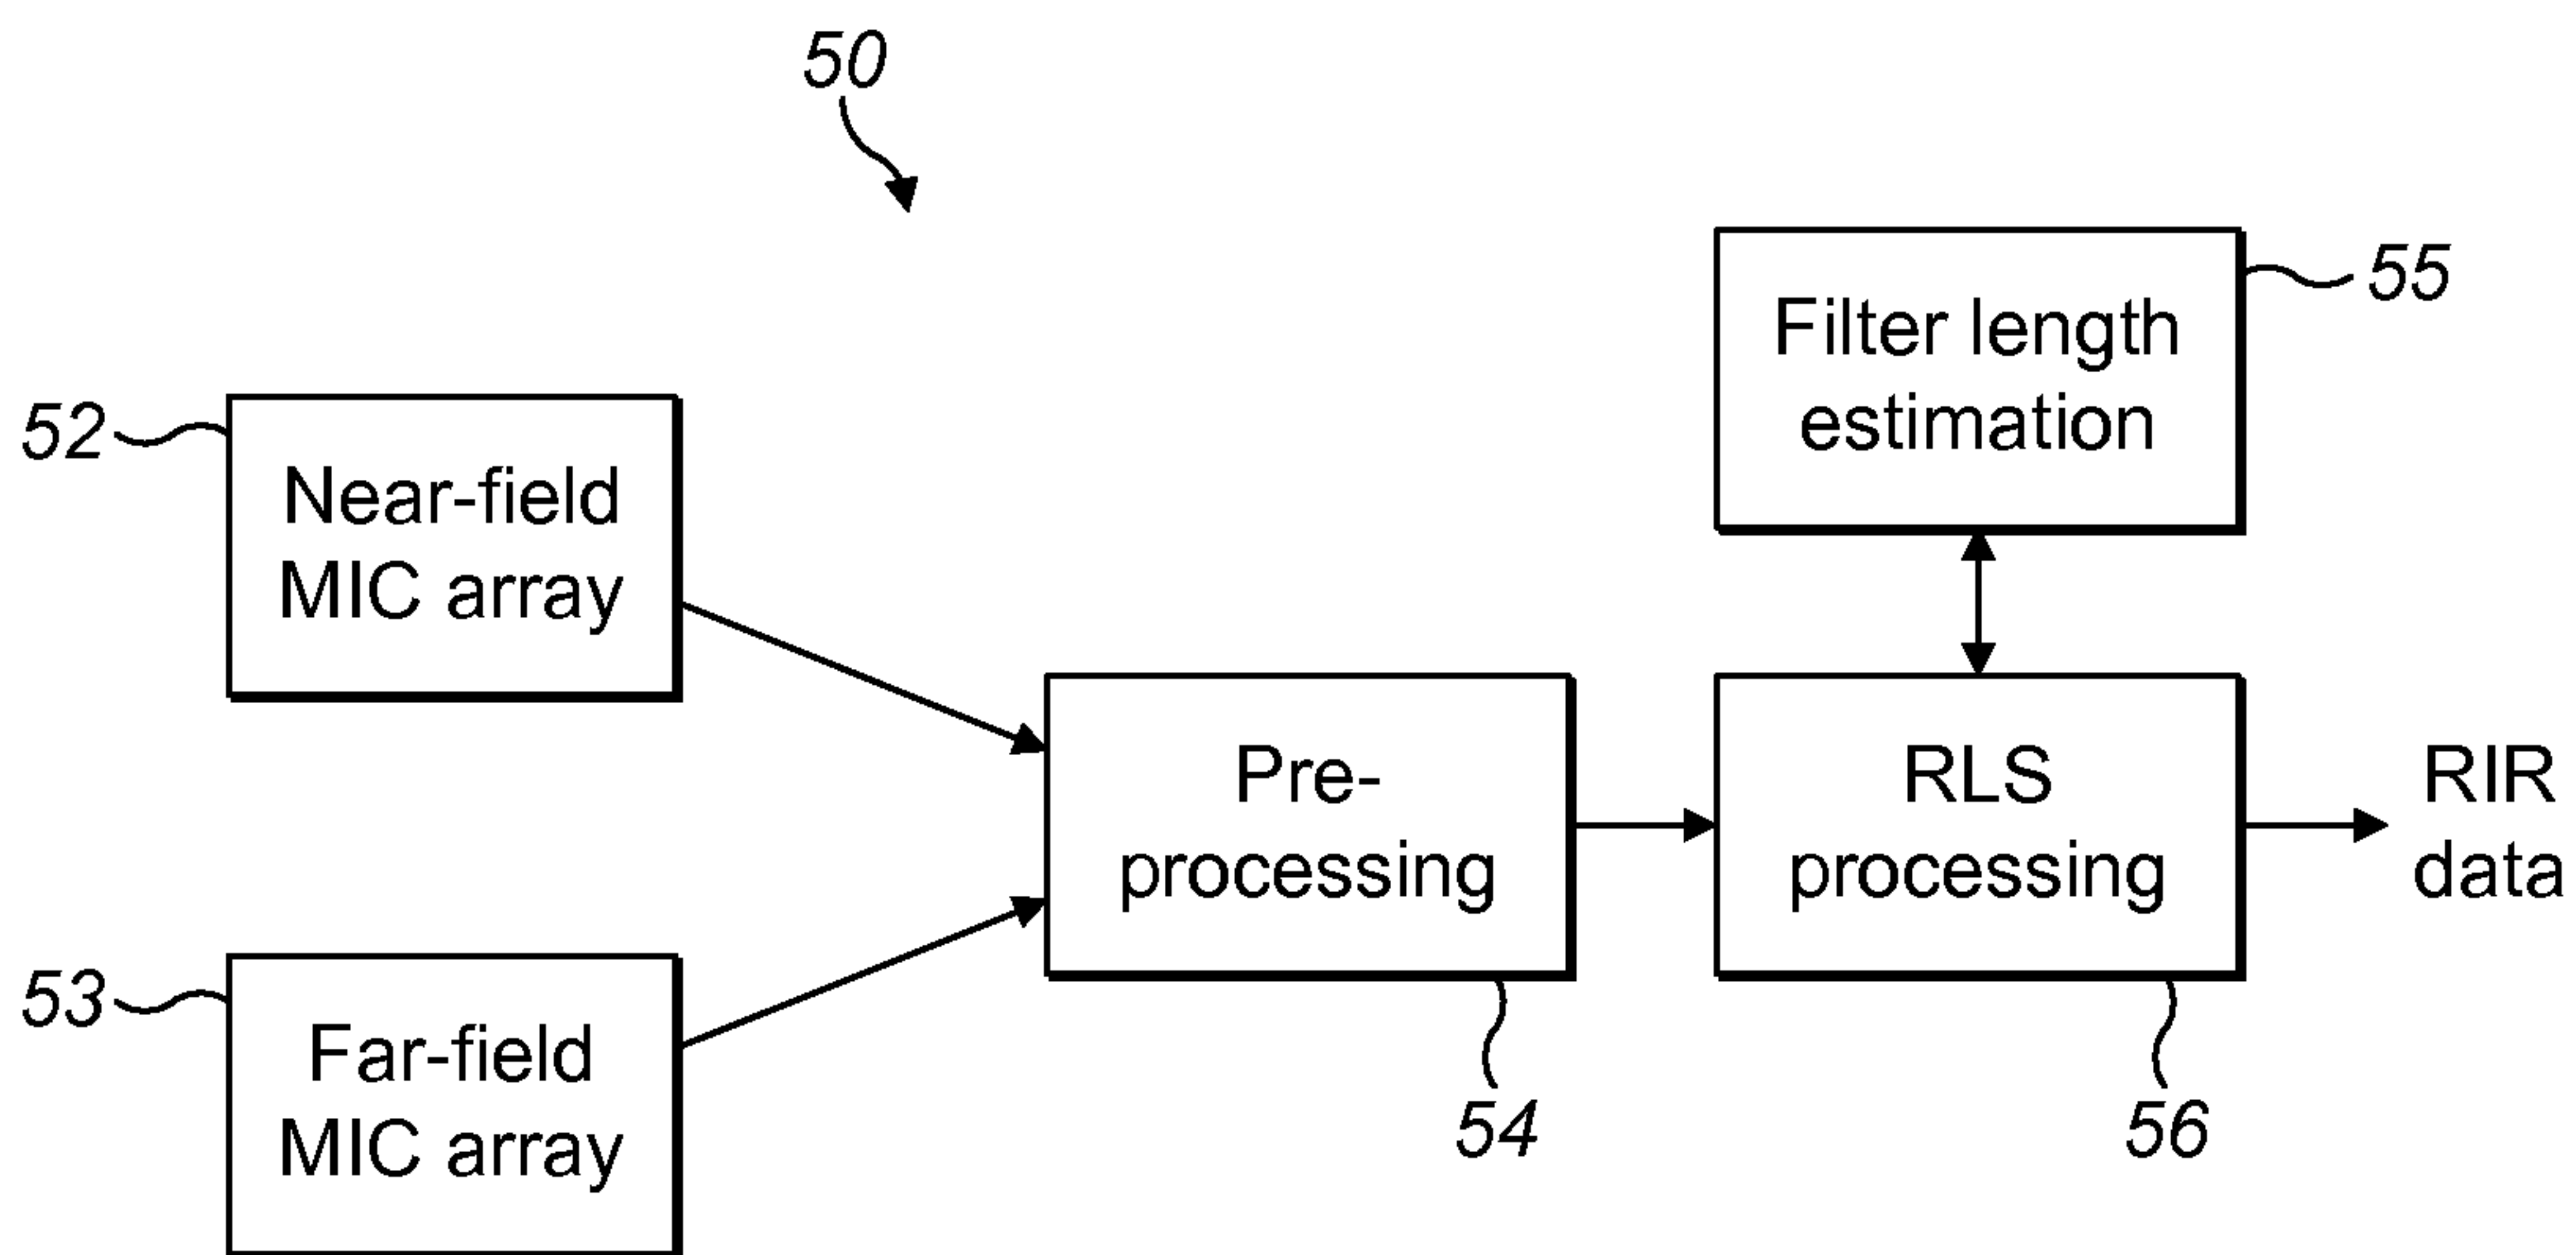 50
55
Filter length
estimation
52
Near-field
MIC array
Pre-
processing
RLS
processing
RIR
data
53
Far-field
MIC array
54
56